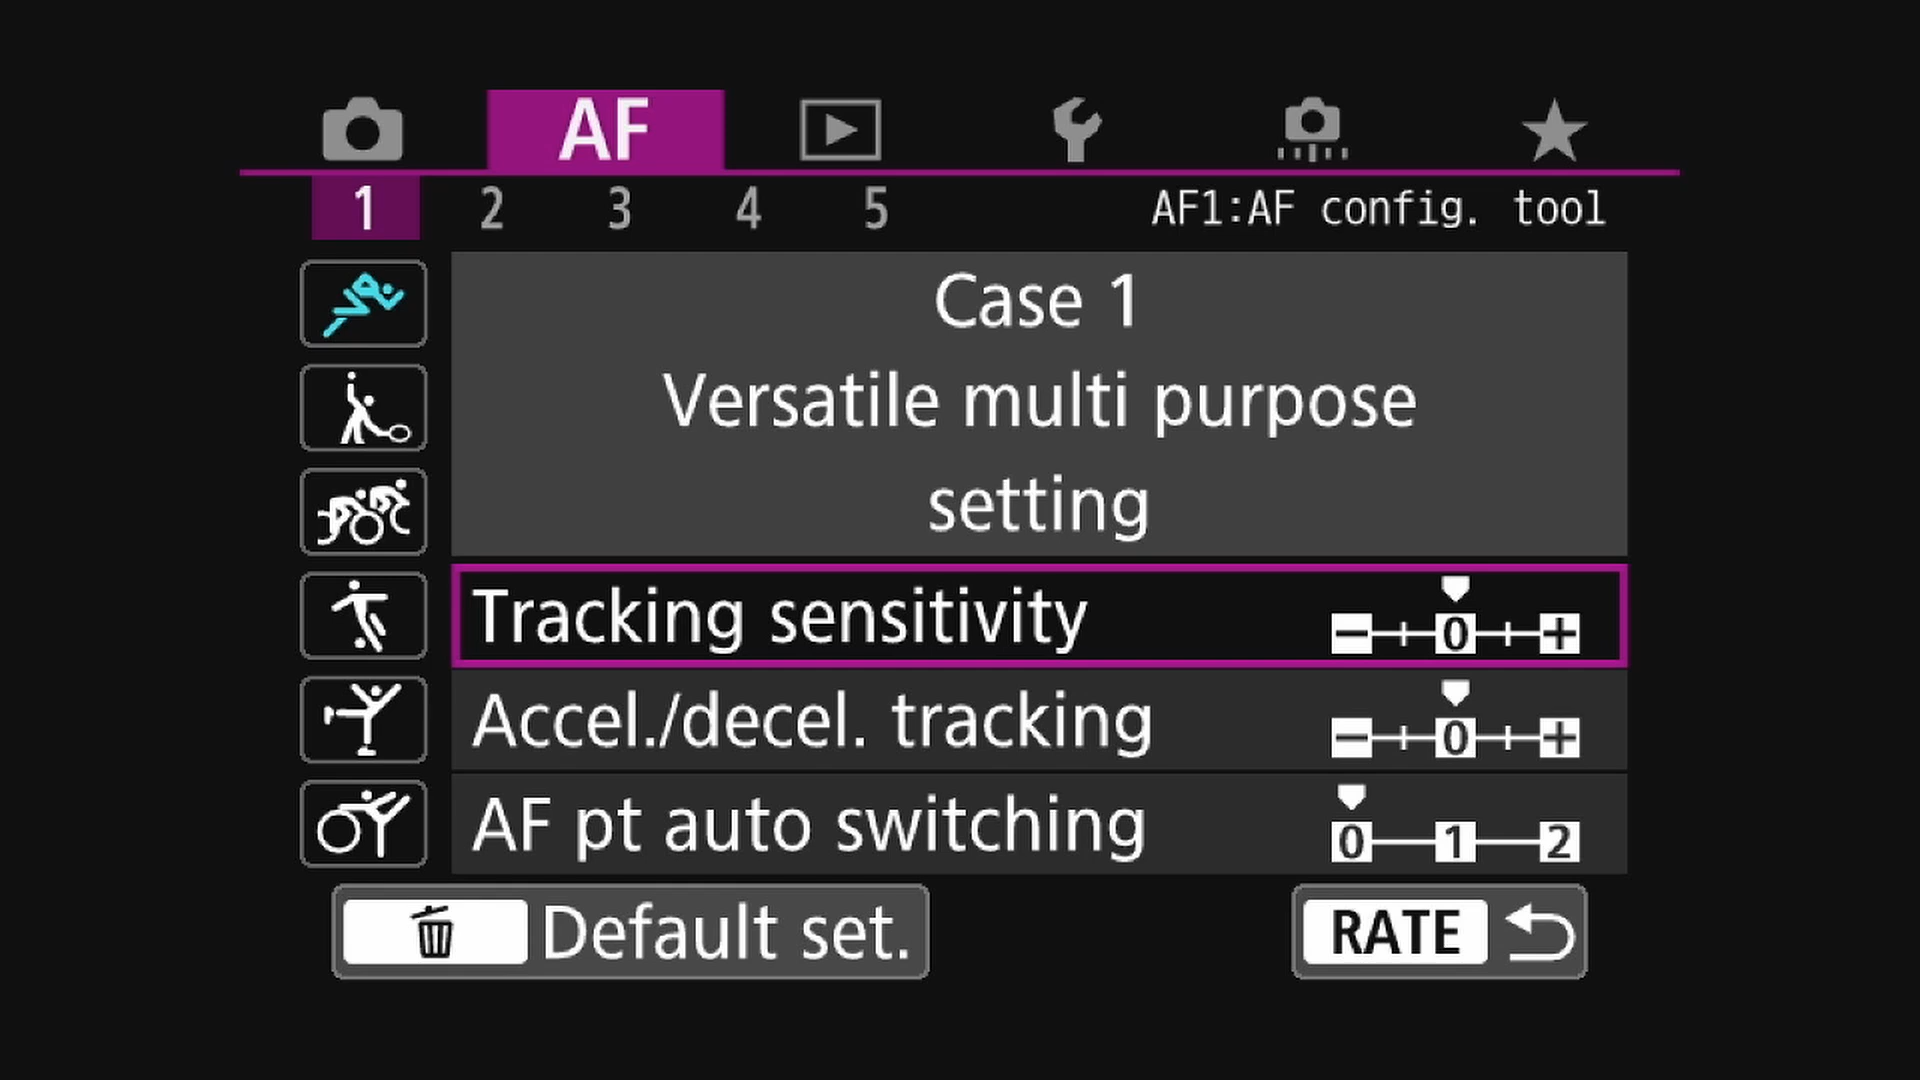 AF
1 2 3 4 5 AF1:AF config. tool
Case 1
Versatile multi purpose
setting
Tracking sensitivity - 0 +
Accel./decel. tracking - 0 +
AF pt auto switching 0 1 2
Default set. RATE